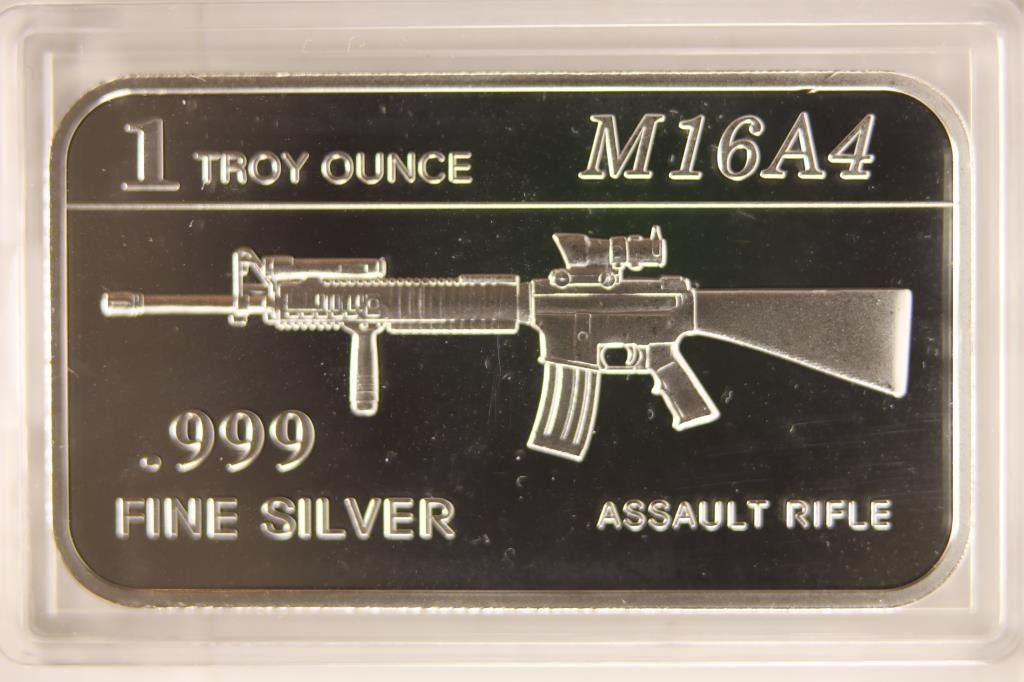 1 TROY OUNCE
M16A4
.999
FINE SILVER
ASSAULT RIFLE